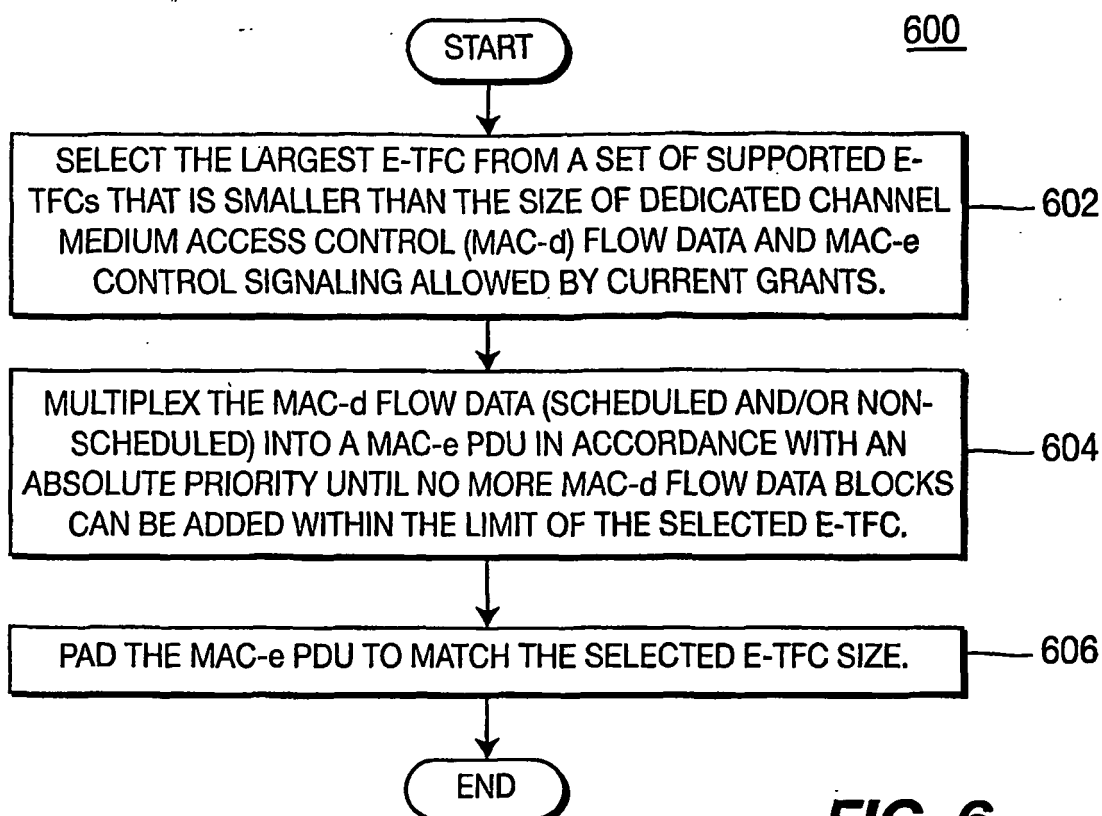 600
START
SELECT THE LARGEST E-TFC FROM A SET OF SUPPORTED E-
TFCs THAT IS SMALLER THAN THE SIZE OF DEDICATED CHANNEL
MEDIUM ACCESS CONTROL (MAC-d) FLOW DATA AND MAC-e
CONTROL SIGNALING ALLOWED BY CURRENT GRANTS.
602
MULTIPLEX THE MAC-d FLOW DATA (SCHEDULED AND/OR NON-
SCHEDULED) INTO A MAC-e PDU IN ACCORDANCE WITH AN
ABSOLUTE PRIORITY UNTIL NO MORE MAC-d FLOW DATA BLOCKS
CAN BE ADDED WITHIN THE LIMIT OF THE SELECTED E-TFC.
604
PAD THE MAC-e PDU TO MATCH THE SELECTED E-TFC SIZE.
606
END
FIG. 6